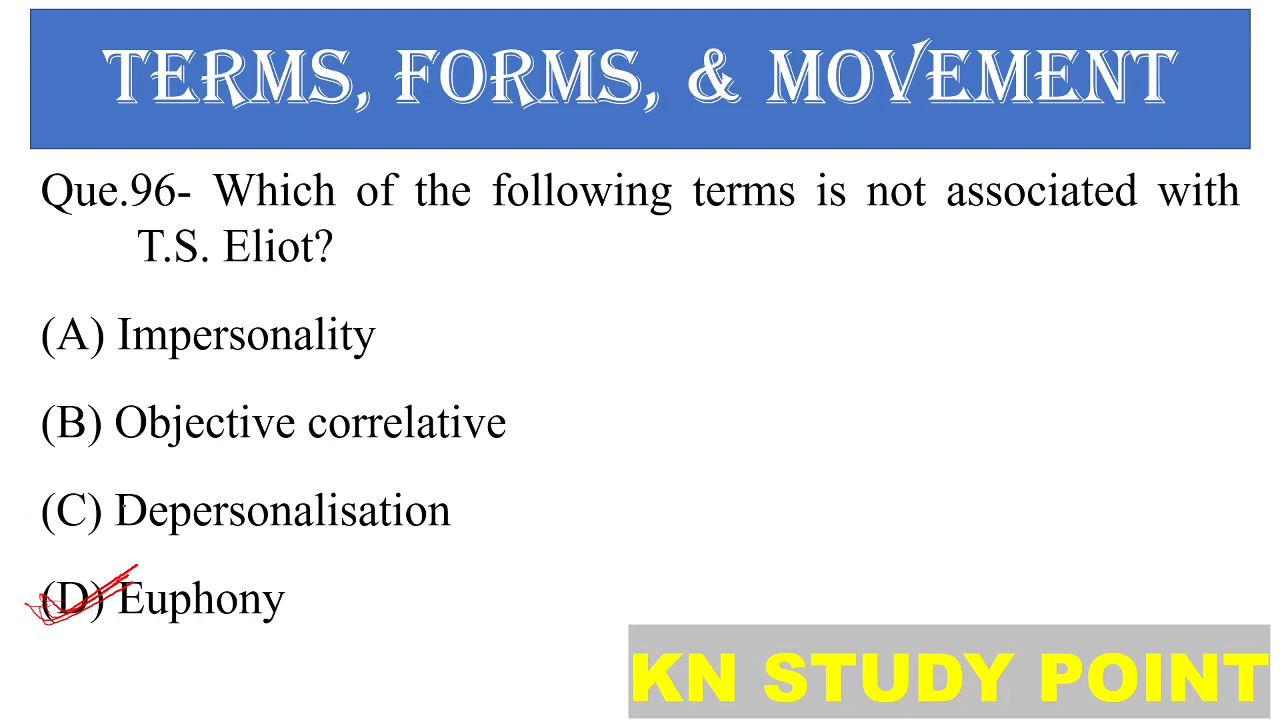 TERMS, FORMS, & MOVEMENT
Que.96- Which of the following terms is not associated with
T.S. Eliot?
(A) Impersonality
(B) Objective correlative
(C) Depersonalisation
(D) Euphony
KN STUDY POINT